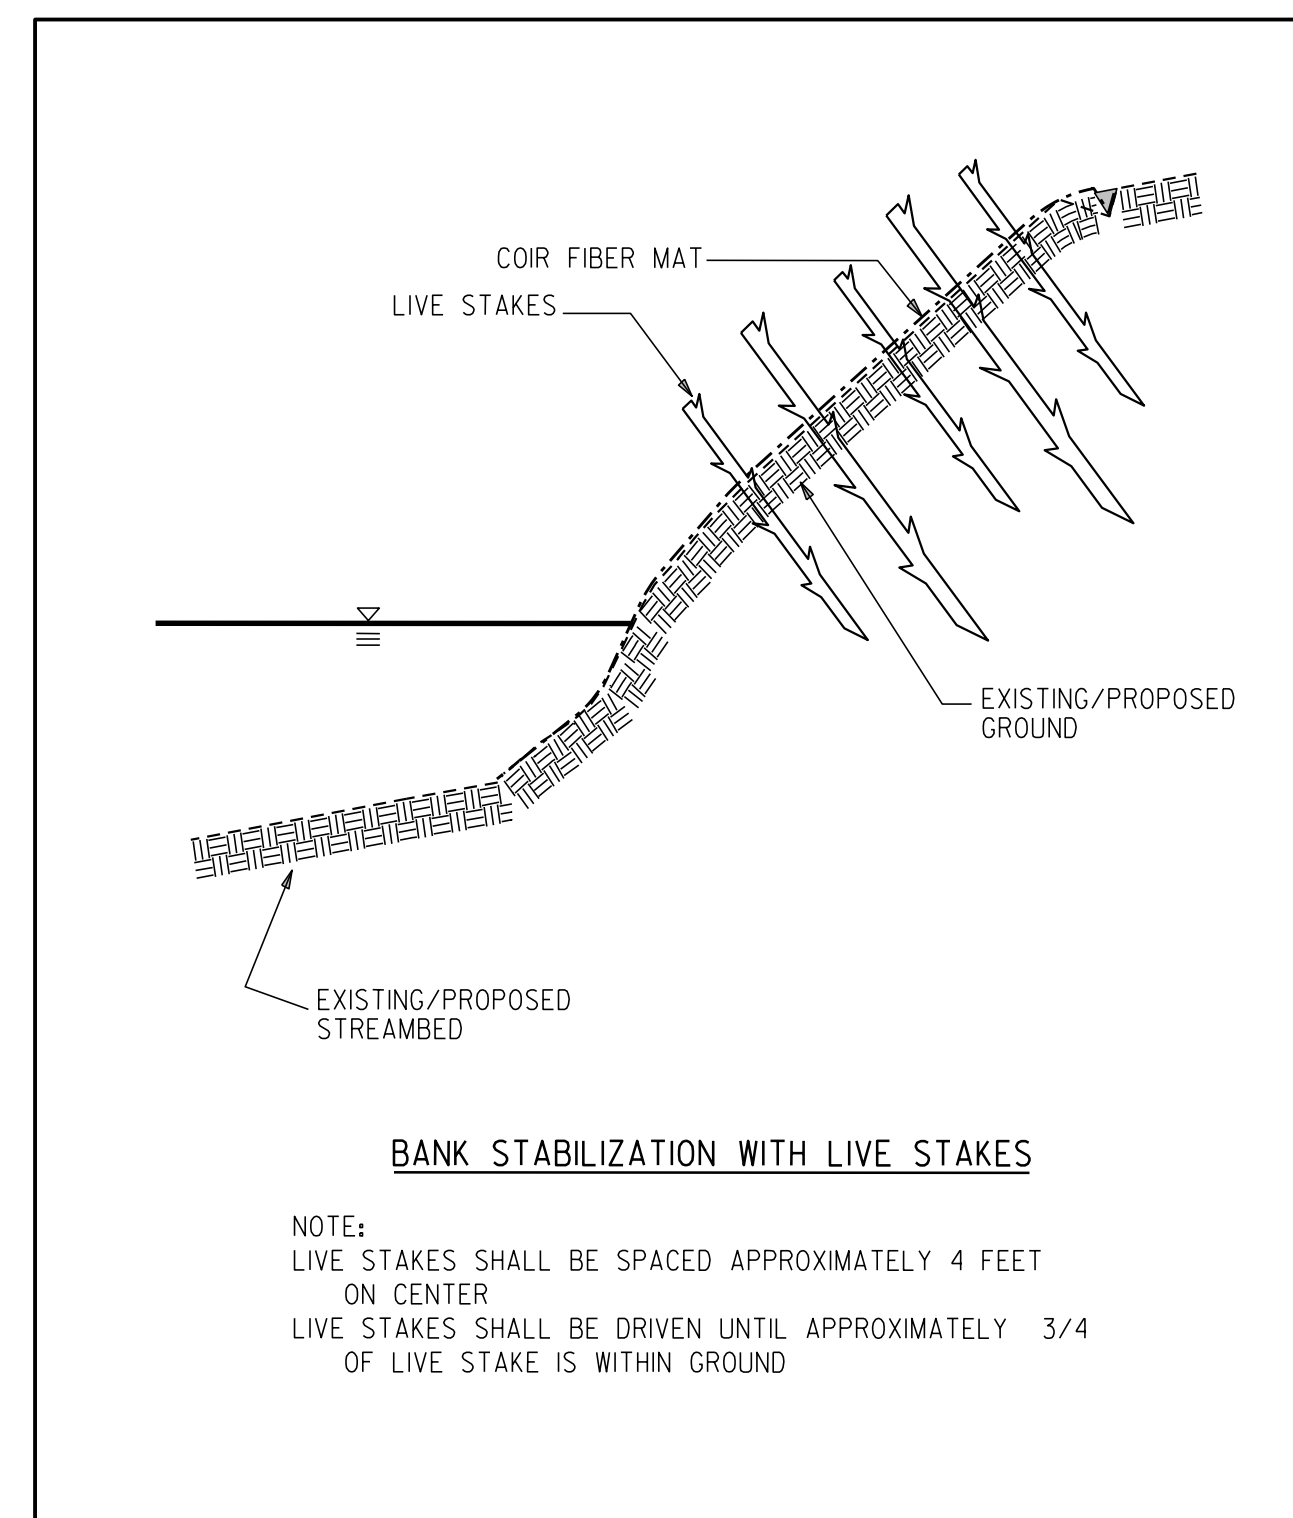 COIR FIBER MAT
LIVE STAKES
EXISTING/PROPOSED
GROUND
EXISTING/PROPOSED
STREAMBED
BANK STABILIZATION WITH LIVE STAKES
NOTE:
LIVE STAKES SHALL BE SPACED APPROXIMATELY 4 FEET
ON CENTER
LIVE STAKES SHALL BE DRIVEN UNTIL APPROXIMATELY 3/4
OF LIVE STAKE IS WITHIN GROUND